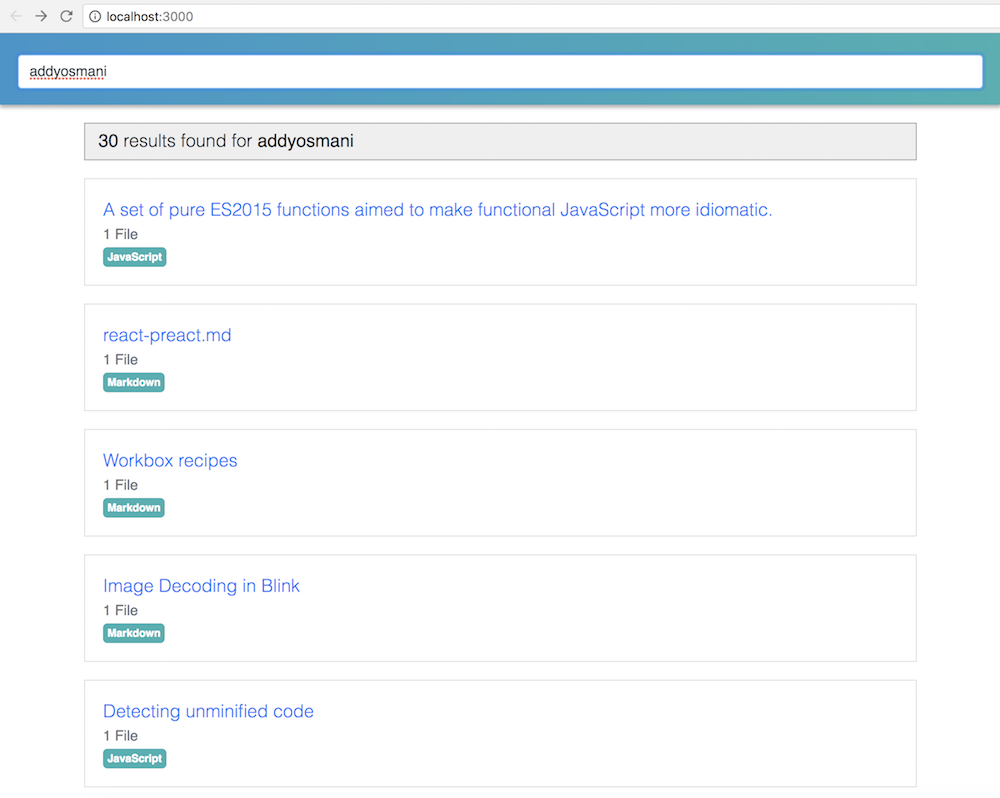 localhost:3000
addyosmani
30 results found for addyosmani
A set of pure ES2015 functions aimed to make functional JavaScript more idiomatic.
1 File
JavaScript
react-preact.md
1 File
Markdown
Workbox recipes
1 File
Markdown
Image Decoding in Blink
1 File
Markdown
Detecting unminified code
1 File
JavaScript